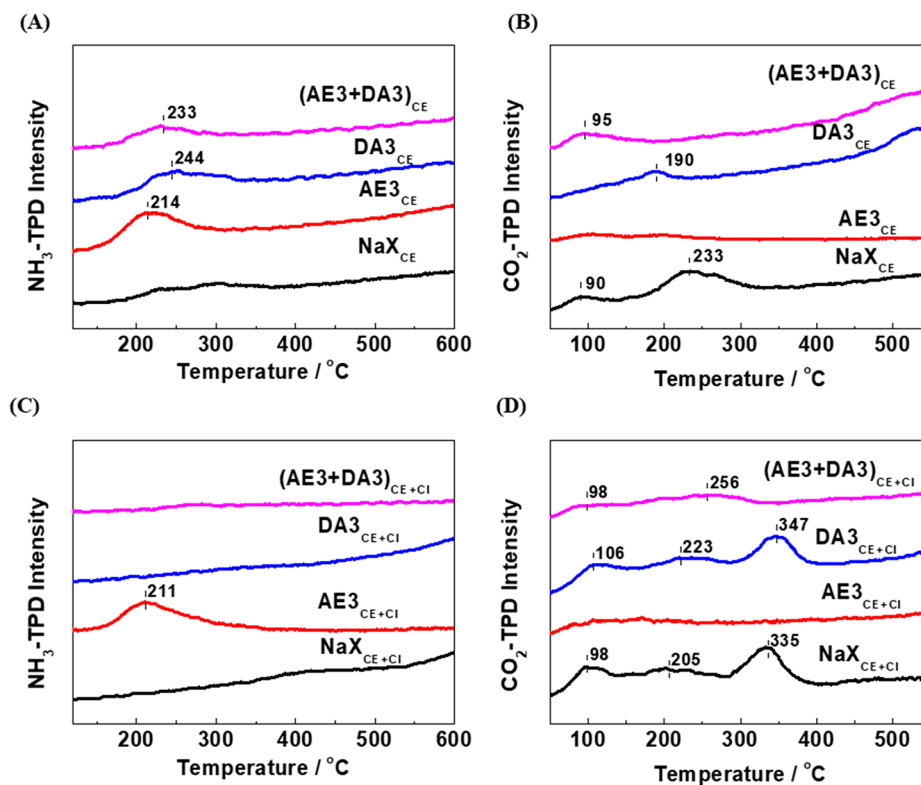 (A)
NH₃-TPD Intensity
(AE3+DA3)CE
233
DA3CE
244
AE3CE
214
NaXCE
200 300 400 500 600
Temperature / °C
(B)
CO₂-TPD Intensity
(AE3+DA3)CE
95
DA3CE
190
AE3CE
NaXCE
233
90
100 200 300 400 500
Temperature / °C
(C)
NH₃-TPD Intensity
(AE3+DA3)CE+CI
DA3CE+CI
211
AE3CE+CI
NaXCE+CI
200 300 400 500 600
Temperature / °C
(D)
CO₂-TPD Intensity
(AE3+DA3)CE+CI
98
256
347
DA3CE+CI
106
223
AE3CE+CI
335
NaXCE+CI
98
205
100 200 300 400 500
Temperature / °C